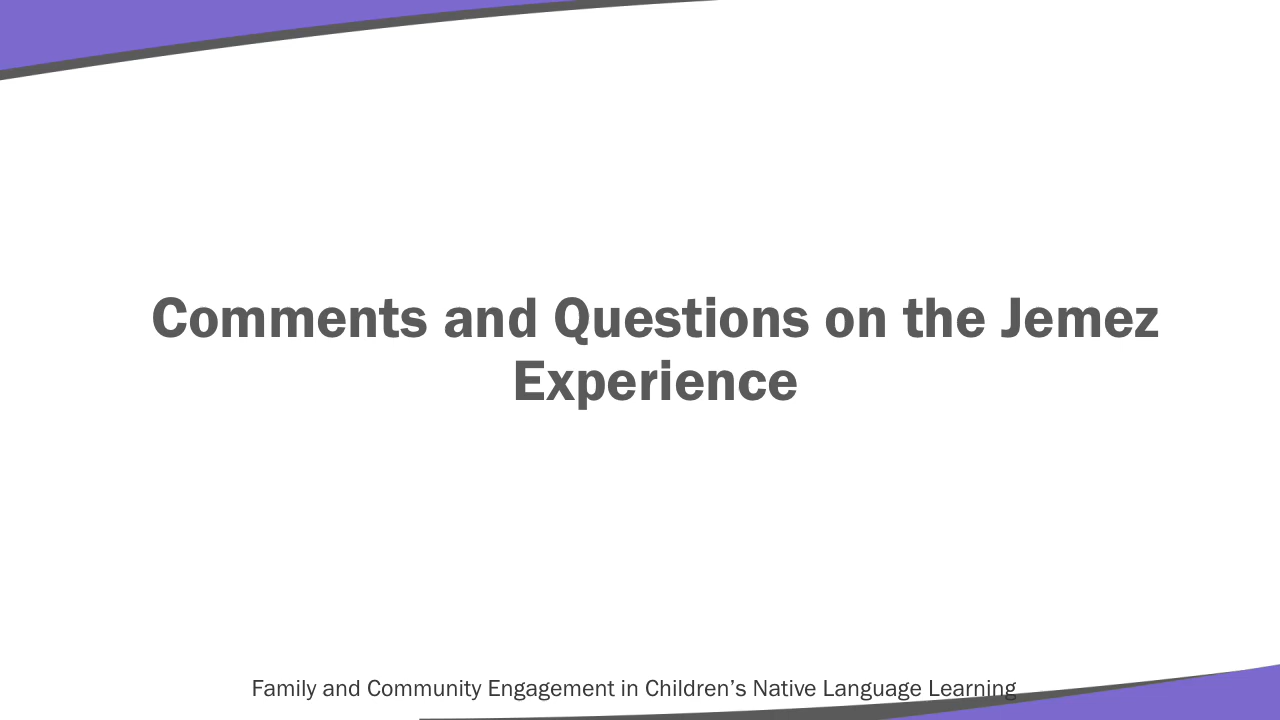 Comments and Questions on the Jemez
Experience
Family and Community Engagement in Children’s Native Language Learning